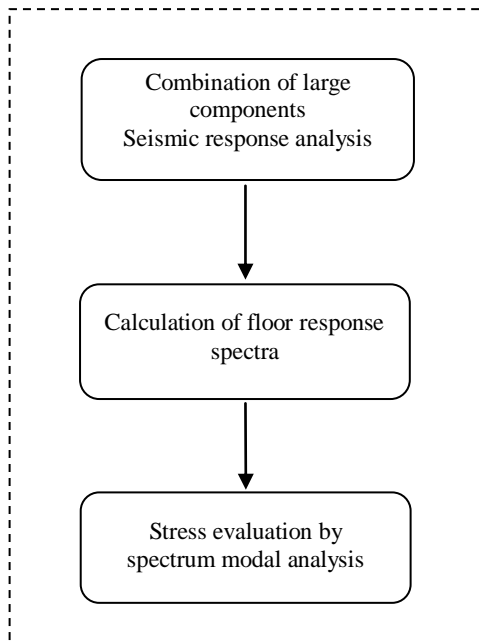 Combination of large
components
Seismic response analysis
Calculation of floor response
spectra
Stress evaluation by
spectrum modal analysis